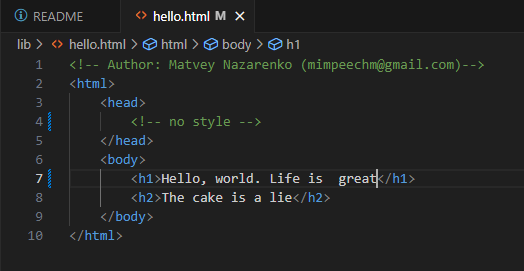 README hello.html M ×
lib > hello.html > html > body > h1
1 <!-- Author: Matvey Nazarenko (mimpeechm@gmail.com)-->
2 <html>
3     <head>
4         <!-- no style -->
5     </head>
6     <body>
7         <h1>Hello, world. Life is  great</h1>
8         <h2>The cake is a lie</h2>
9     </body>
10 </html>